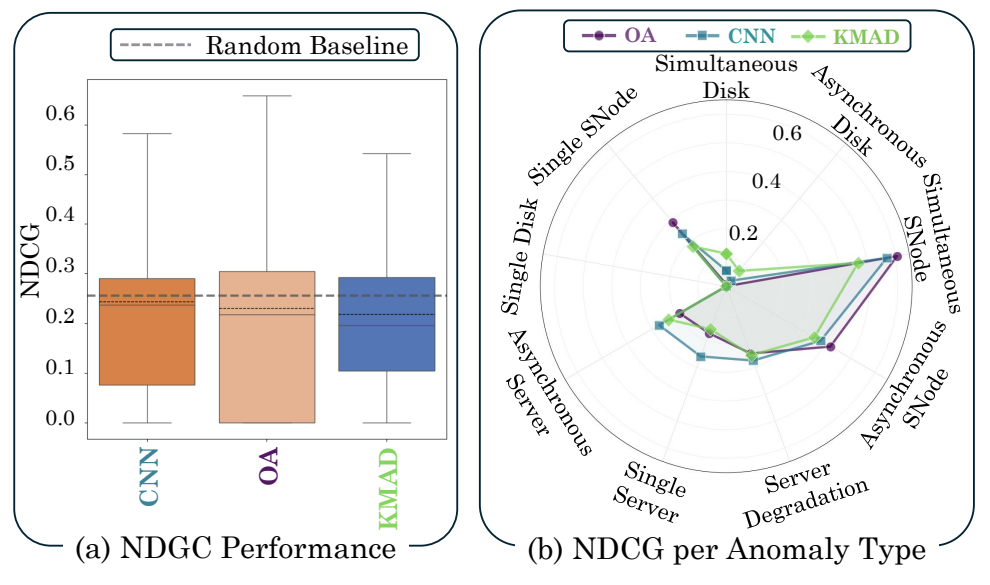 Random Baseline
NDCG
0.6
0.5
0.4
0.3
0.2
0.1
0.0
CNN
OA
KMAD
(a) NDGC Performance
OA
CNN
KMAD
Simultaneous
Disk
Asynchronous
Disk
Simultaneous
SNode
Asynchronous
SNode
Server
Degradation
Single
Server
Asynchronous
Server
Single Disk
Single SNode
0.6
0.4
0.2
(b) NDCG per Anomaly Type